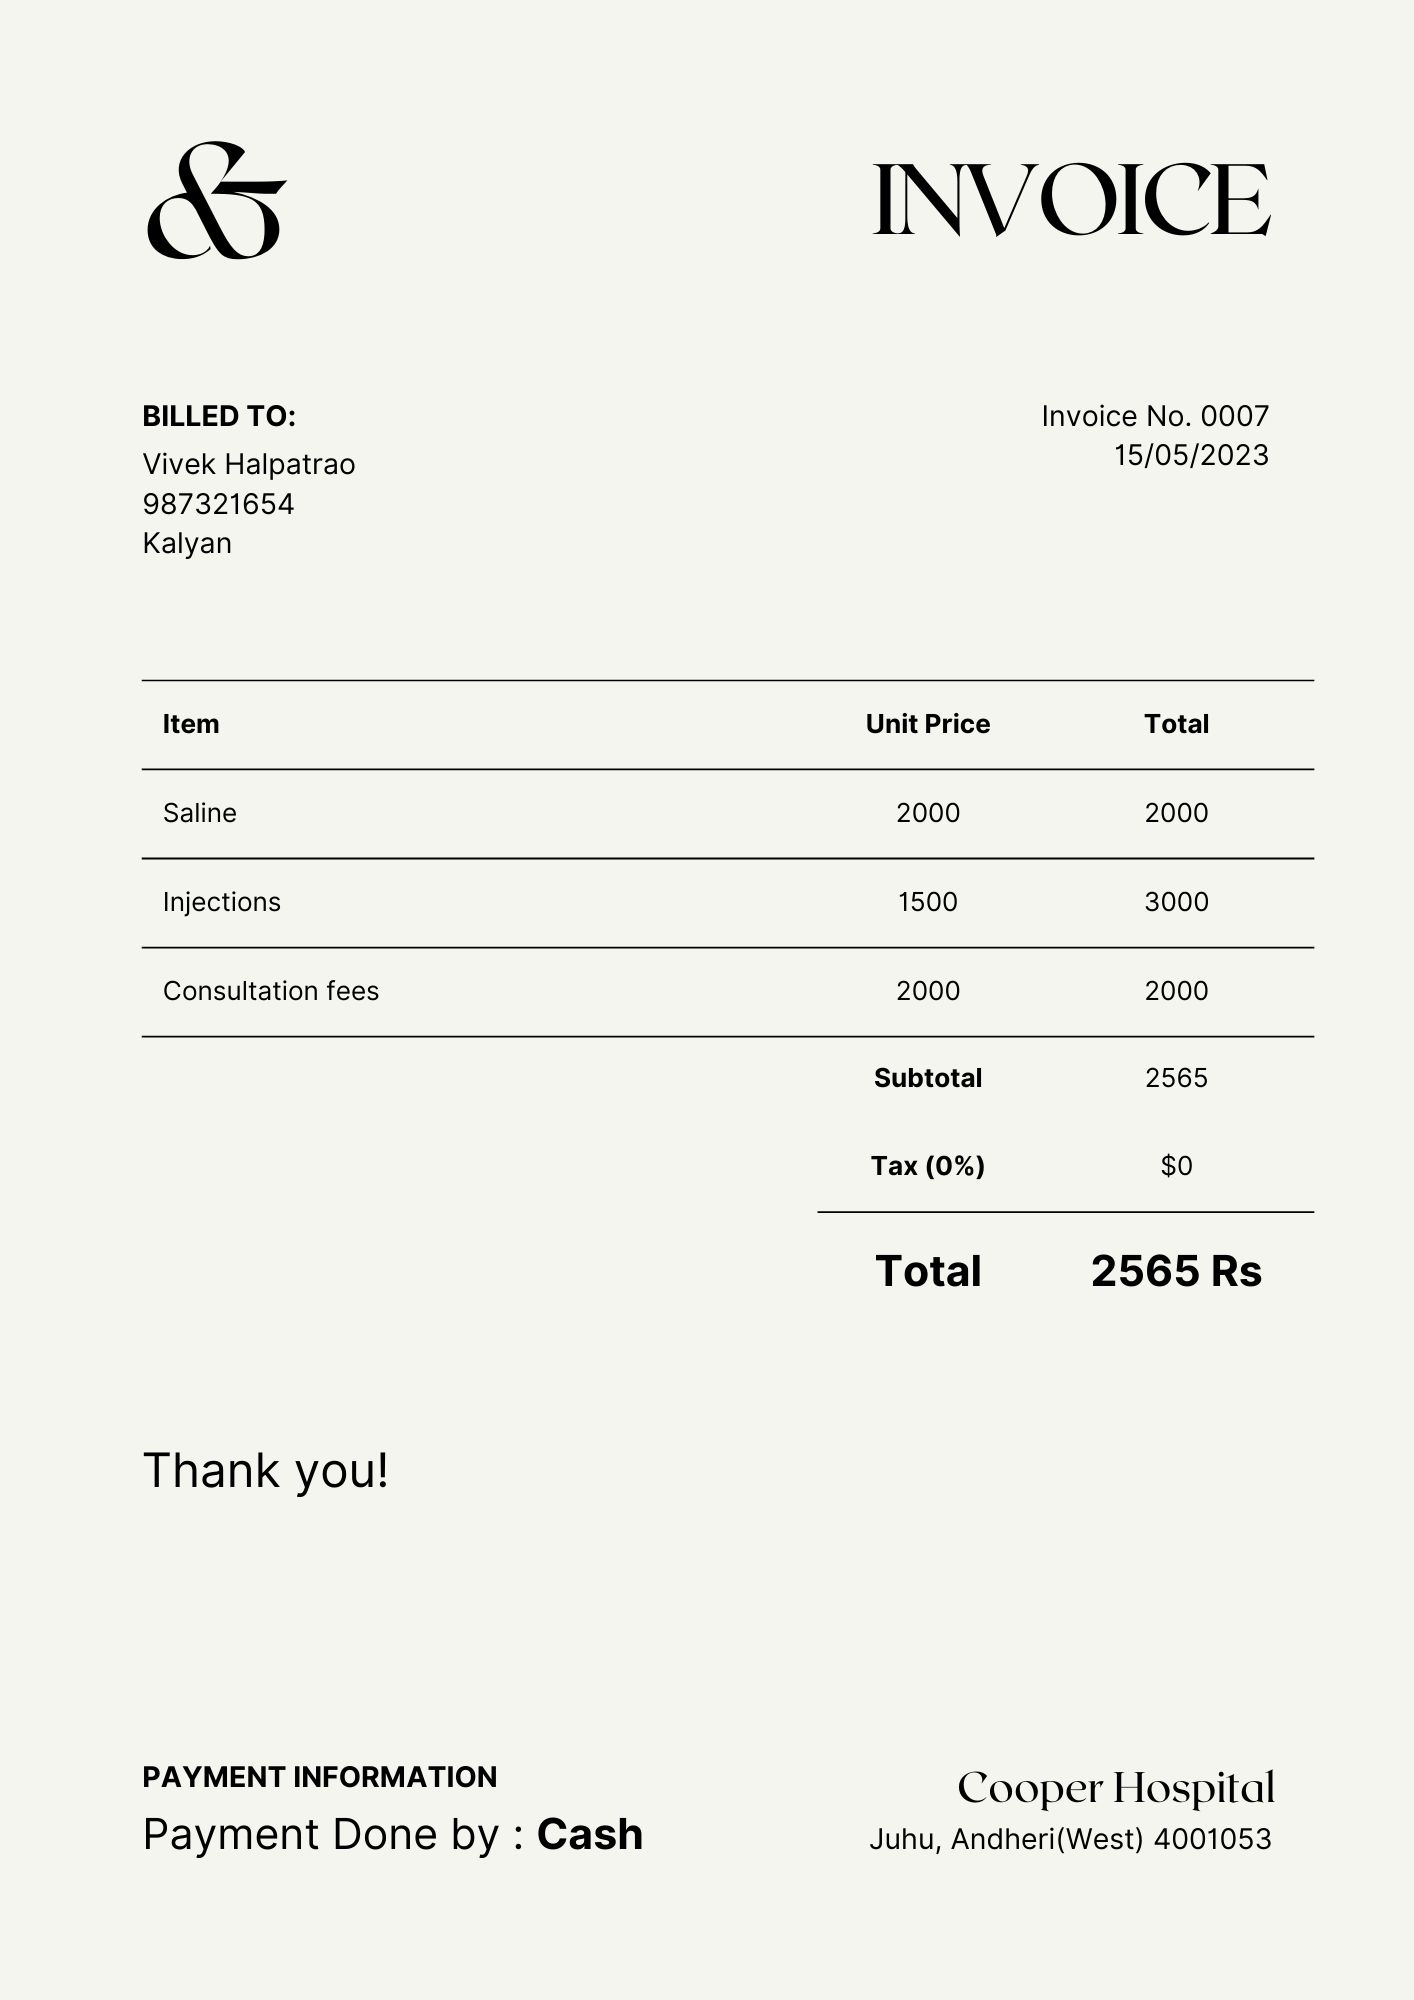 &
INVOICE
BILLED TO:
Vivek Halpatrao
987321654
Kalyan
Invoice No. 0007
15/05/2023
Item Unit Price Total
Saline 2000 2000
Injections 1500 3000
Consultation fees 2000 2000
Subtotal 2565
Tax (0%) $0
Total 2565 Rs
Thank you!
PAYMENT INFORMATION
Payment Done by : Cash
Cooper Hospital
Juhu, Andheri(West) 4001053